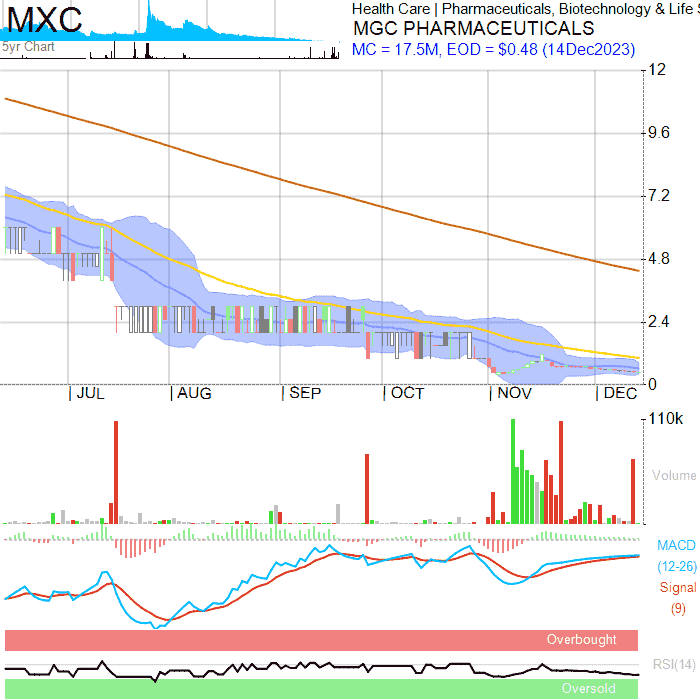 MXC
5yr Chart
Health Care | Pharmaceuticals, Biotechnology & Life S
MGC PHARMACEUTICALS
MC = 17.5M, EOD = $0.48 (14Dec2023)
12
9.6
7.2
4.8
2.4
0
| JUL | AUG | SEP | OCT | NOV | DEC
110k
Volume
MACD
(12-26)
Signal
(9)
Overbought
RSI(14)
Oversold